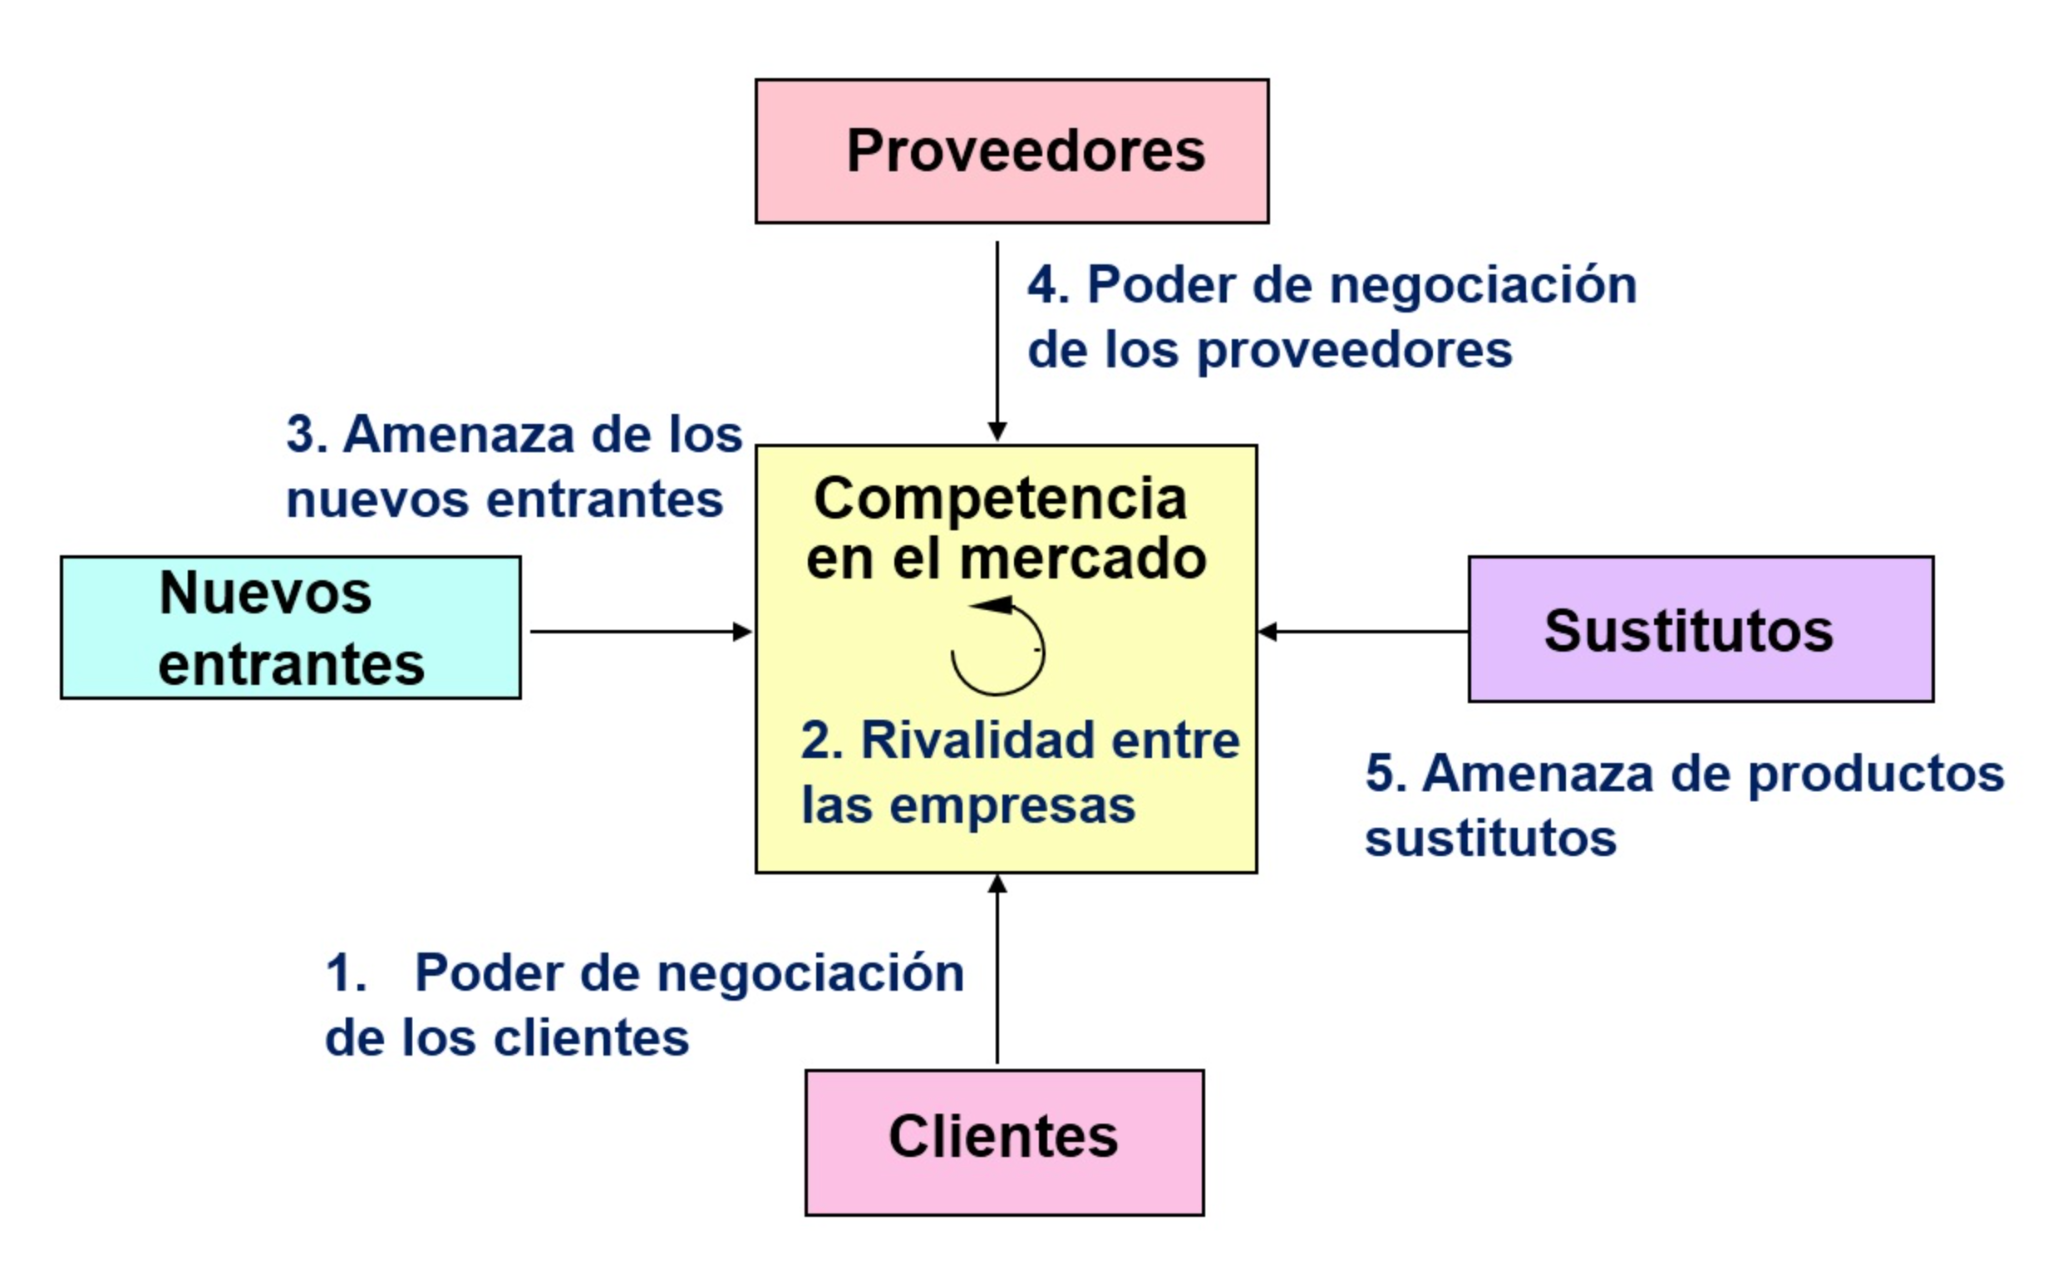 Proveedores
4. Poder de negociación
de los proveedores
3. Amenaza de los
nuevos entrantes
Nuevos
entrantes
Competencia
en el mercado
2. Rivalidad entre
las empresas
Sustitutos
5. Amenaza de productos
sustitutos
1. Poder de negociación
de los clientes
Clientes